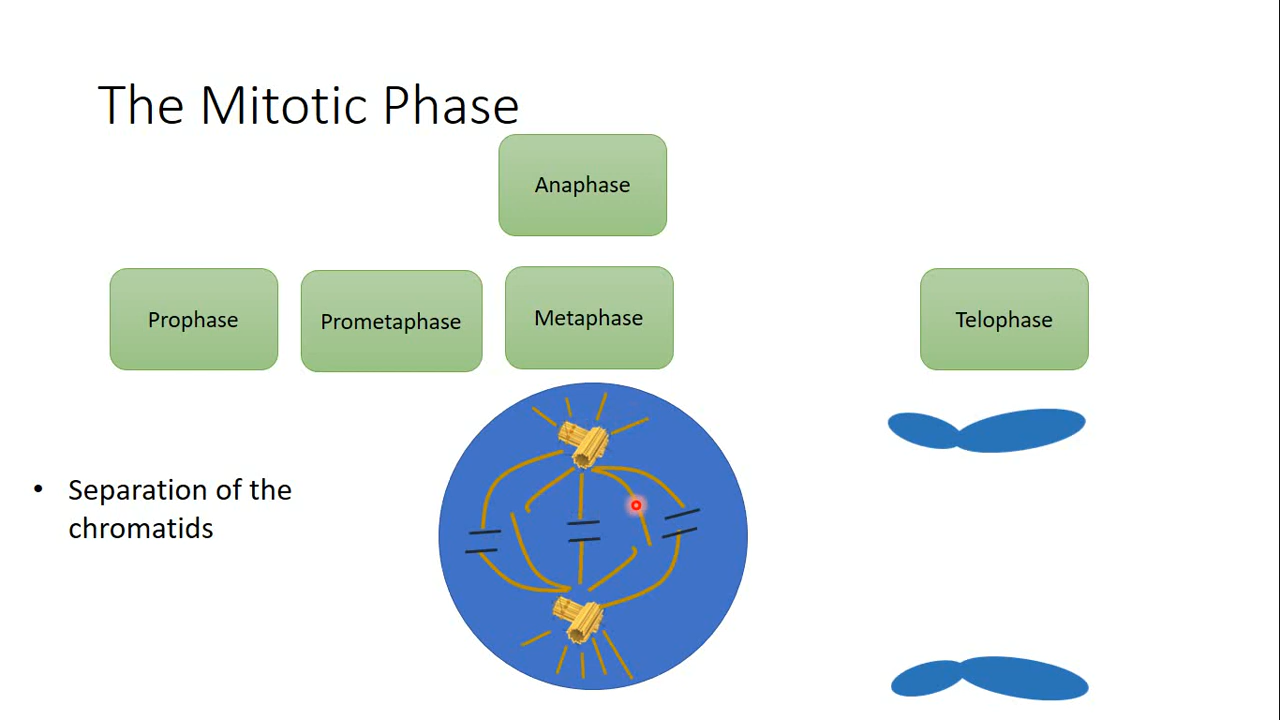 The Mitotic Phase
Anaphase
Prophase
Prometaphase
Metaphase
Telophase
• Separation of the
chromatids